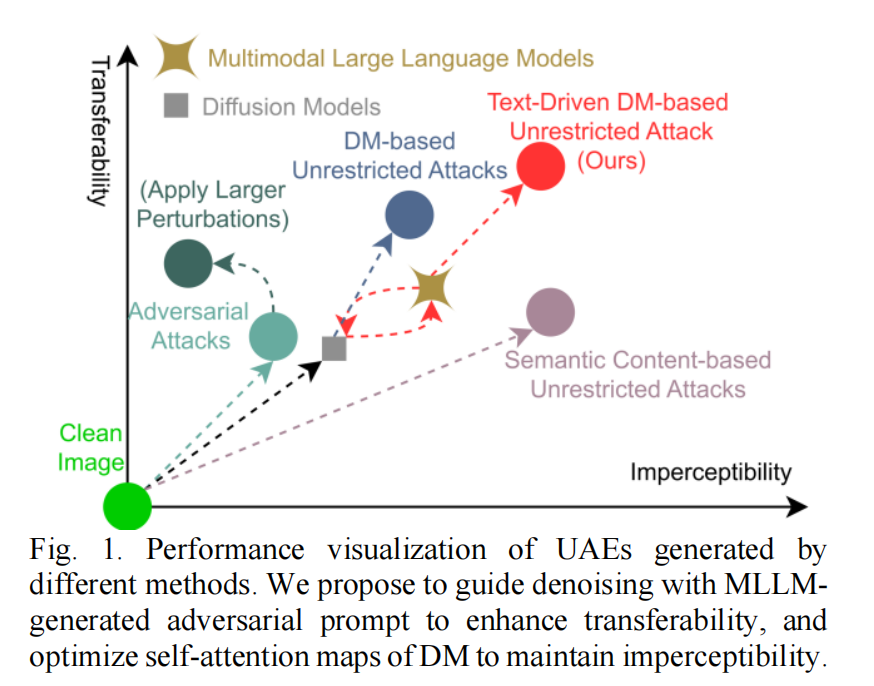 Transferability
Multimodal Large Language Models
Diffusion Models
Text-Driven DM-based
Unrestricted Attack
(Ours)
DM-based
Unrestricted Attacks
(Apply Larger
Perturbations)
Adversarial
Attacks
Semantic Content-based
Unrestricted Attacks
Clean
Image
Imperceptibility
Fig. 1. Performance visualization of UAEs generated by
different methods. We propose to guide denoising with MLLM-
generated adversarial prompt to enhance transferability, and
optimize self-attention maps of DM to maintain imperceptibility.